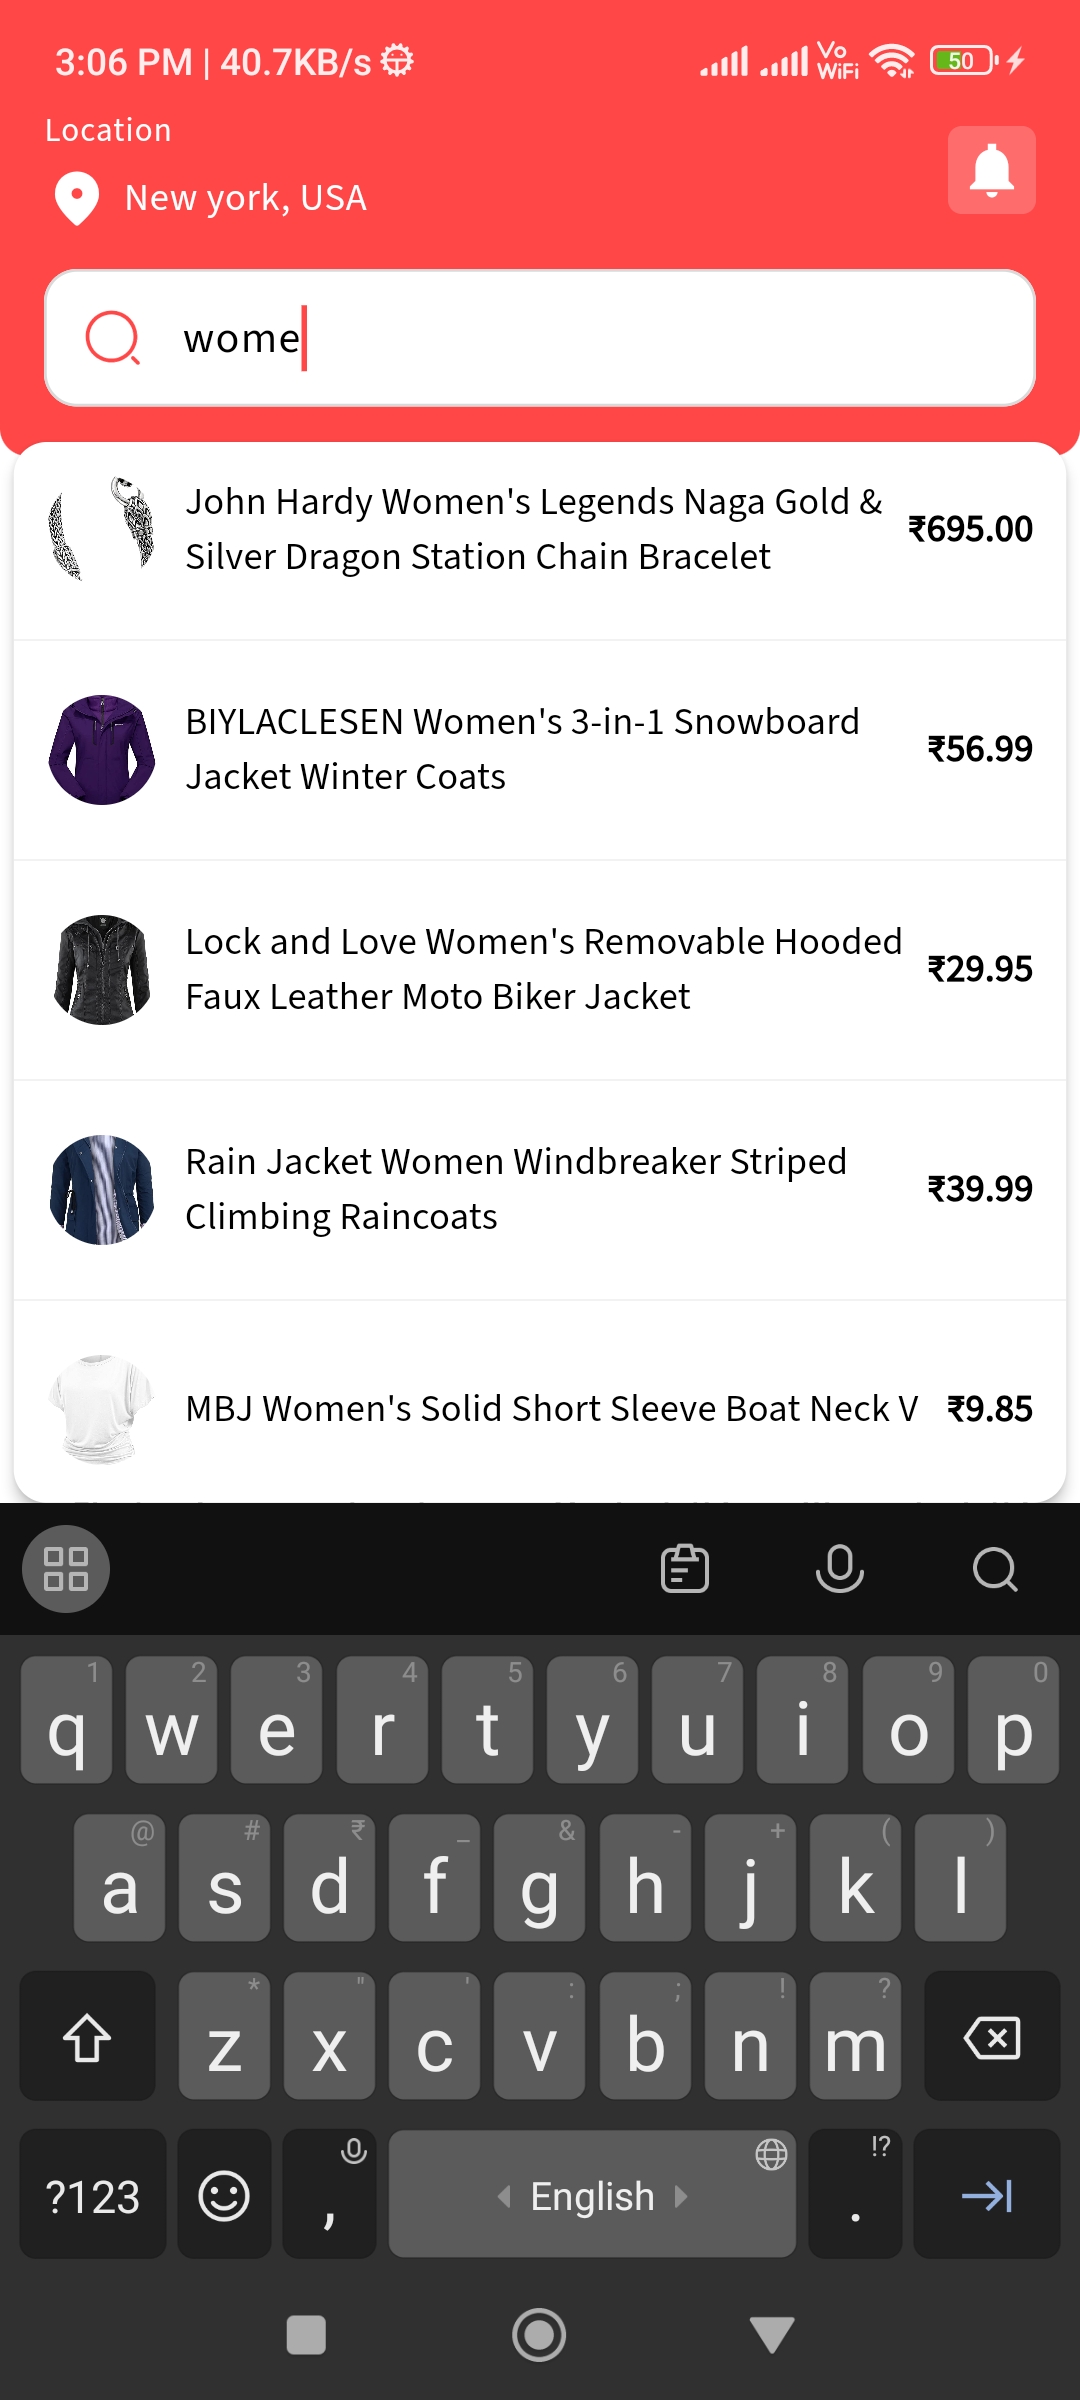 3:06 PM | 40.7KB/s
Vo
WiFi
50
Location
New york, USA
wome
John Hardy Women's Legends Naga Gold &
Silver Dragon Station Chain Bracelet
₹695.00
BIYLACLESEN Women's 3-in-1 Snowboard
Jacket Winter Coats
₹56.99
Lock and Love Women's Removable Hooded
Faux Leather Moto Biker Jacket
₹29.95
Rain Jacket Women Windbreaker Striped
Climbing Raincoats
₹39.99
MBJ Women's Solid Short Sleeve Boat Neck V
₹9.85
1 2 3 4 5 6 7 8 9 0
q w e r t y u i o p
@ # ₹ _ & - + ( )
a s d f g h j k l
* " ' : ; ! ?
z x c v b n m
!?
?123 , English .